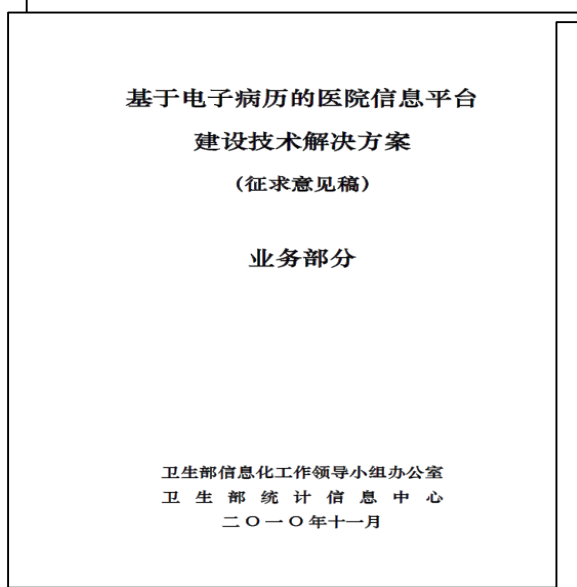 基于电子病历的医院信息平台
建设技术解决方案
（征求意见稿）
业务部分
卫生部信息化工作领导小组办公室
卫生部统计信息中心
二〇一〇年十一月